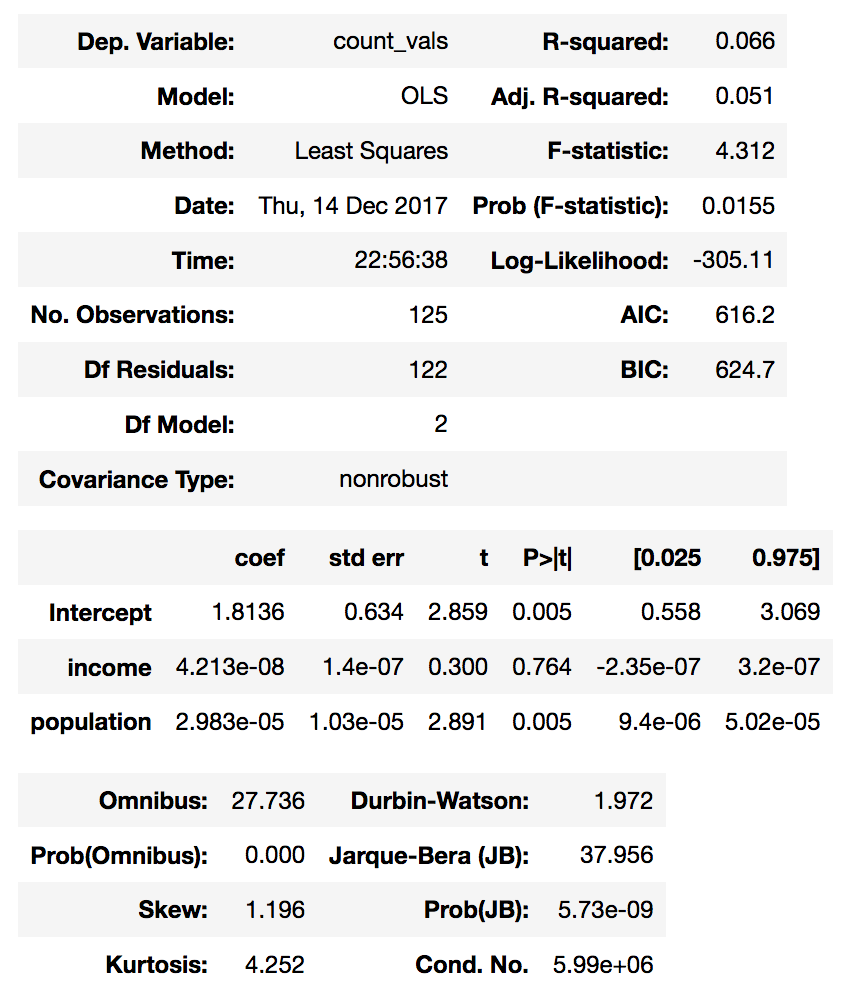 Dep. Variable: count_vals R-squared: 0.066
Model: OLS Adj. R-squared: 0.051
Method: Least Squares F-statistic: 4.312
Date: Thu, 14 Dec 2017 Prob (F-statistic): 0.0155
Time: 22:56:38 Log-Likelihood: -305.11
No. Observations: 125 AIC: 616.2
Df Residuals: 122 BIC: 624.7
Df Model: 2
Covariance Type: nonrobust
coef std err t P>|t| [0.025 0.975]
Intercept 1.8136 0.634 2.859 0.005 0.558 3.069
income 4.213e-08 1.4e-07 0.300 0.764 -2.35e-07 3.2e-07
population 2.983e-05 1.03e-05 2.891 0.005 9.4e-06 5.02e-05
Omnibus: 27.736 Durbin-Watson: 1.972
Prob(Omnibus): 0.000 Jarque-Bera (JB): 37.956
Skew: 1.196 Prob(JB): 5.73e-09
Kurtosis: 4.252 Cond. No. 5.99e+06